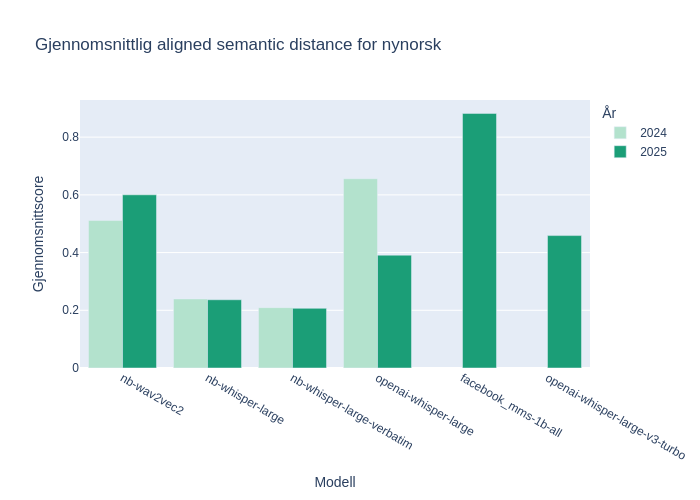 Gjennomsnittlig aligned semantic distance for nynorsk
År
2024
2025
Gjennomsnittscore
0.8
0.6
0.4
0.2
0
nb-wav2vec2
nb-whisper-large
nb-whisper-large-verbatim
openai-whisper-large
facebook_mms-1b-all
openai-whisper-large-v3-turbo
Modell